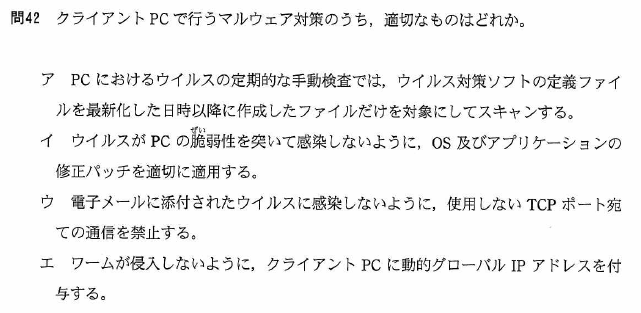 問42 クライアント PC で行うマルウェア対策のうち，適切なものはどれか。
ア PC におけるウイルスの定期的な手動検査では，ウイルス対策ソフトの定義ファイ
ルを最新化した日時以降に作成したファイルだけを対象にしてスキャンする。
イ ウイルスが PC の脆弱性を突いて感染しないように，OS 及びアプリケーションの
ぜい
修正パッチを適切に適用する。
ウ 電子メールに添付されたウイルスに感染しないように，使用しない TCP ポート宛
ての通信を禁止する。
エ ワームが侵入しないように，クライアント PC に動的グローバル IP アドレスを付
与する。